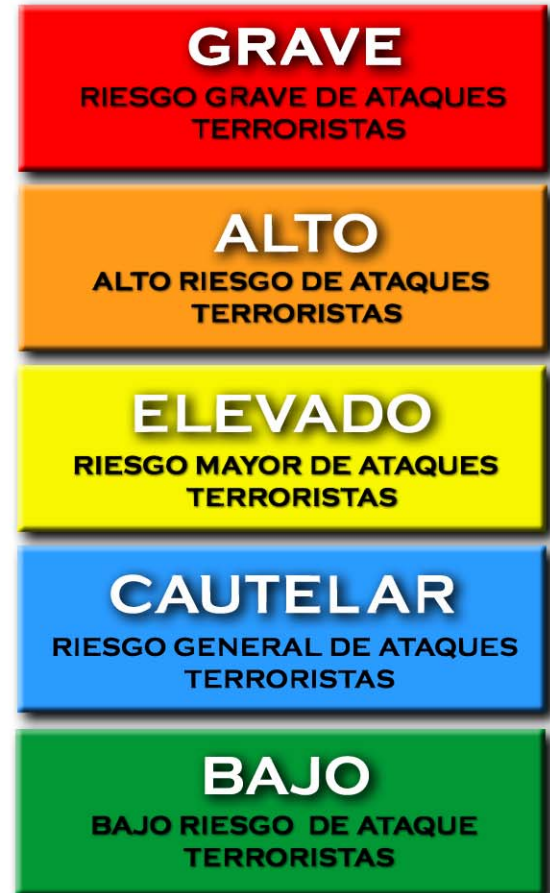 GRAVE
RIESGO GRAVE DE ATAQUES
TERRORISTAS
ALTO
ALTO RIESGO DE ATAQUES
TERRORISTAS
ELEVADO
RIESGO MAYOR DE ATAQUES
TERRORISTAS
CAUTELAR
RIESGO GENERAL DE ATAQUES
TERRORISTAS
BAJO
BAJO RIESGO DE ATAQUE
TERRORISTAS